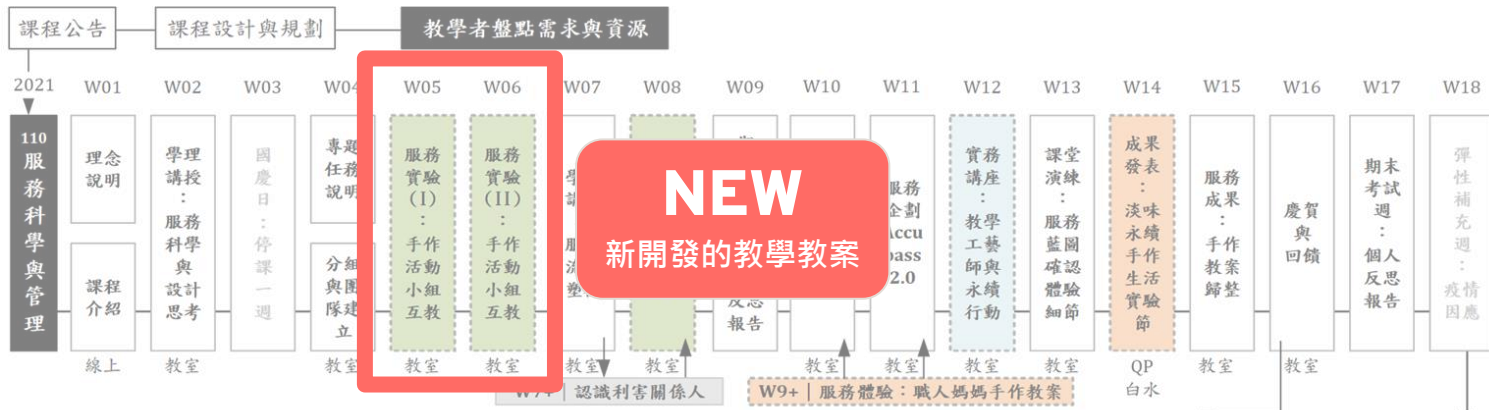 課程公告
課程設計與規劃
教學者盤點需求與資源
2021
W01
W02
W03
W04
W05
W06
W07
W08
W09
W10
W11
W12
W13
W14
W15
W16
W17
W18
110
服務科學與管理
理念
說明
課程
介紹
線上
學理
講授
：
服務
科學
與
設計
思考
教室
國慶日：停課一週
專題
任務
說明
分組
與團
隊建
立
教室
服務
實驗
(I)
：
手作
活動
小組
互教
教室
服務
實驗
(II)
：
手作
活動
小組
互教
教室
NEW
新開發的教學教案
教室
教室
反思
報告
教室
教室
服務
企劃
Accu
pass
2.0
教室
實務
講座
：
教學
工藝
師與
永續
行動
教室
課堂
演練
：
服務
藍圖
確認
體驗
細節
教室
成果
發表
：
淡味
永續
手作
生活
實驗
節
QP
白水
服務
成果
：
手作
教案
歸整
教室
慶賀
與
回饋
教室
期末
考試
週
：
個人
反思
報告
彈性
補充
週
：
疫情
因應
W7+｜認識利害關係人
W9+｜服務體驗：職人媽媽手作教案